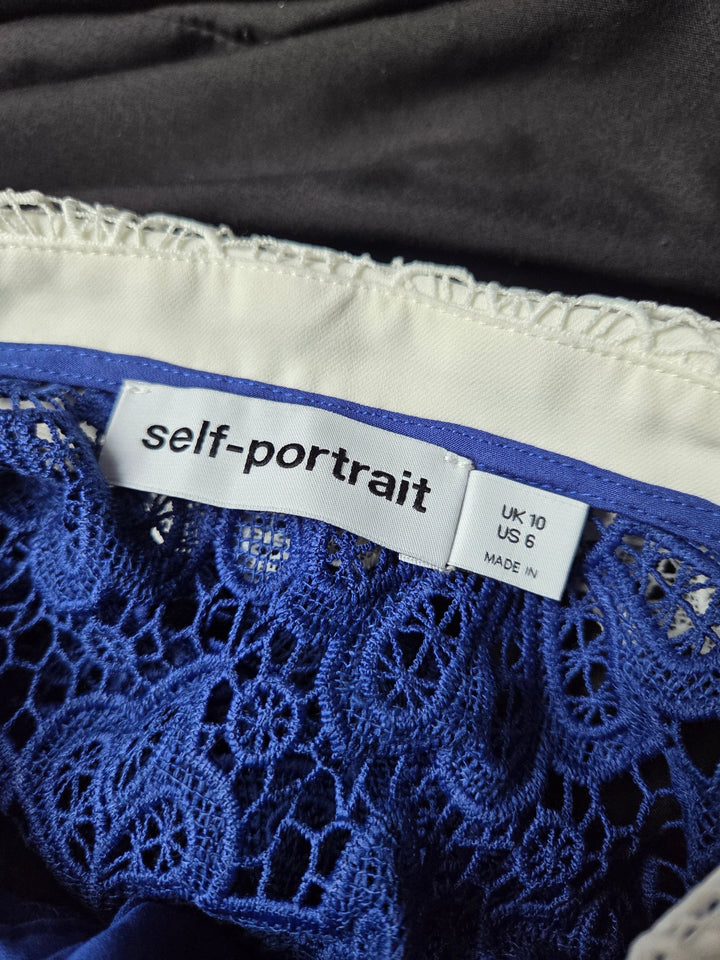 self-portrait
UK 10
US 6
MADE IN